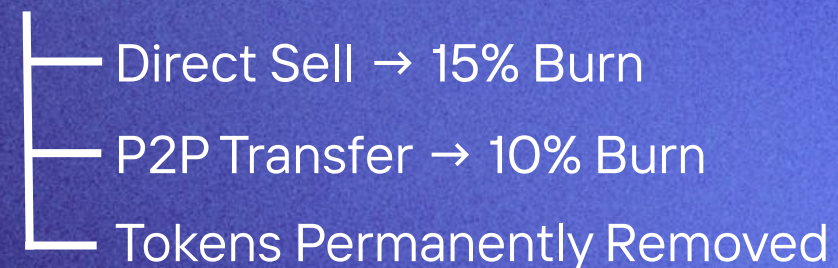 Direct Sell → 15% Burn
P2P Transfer → 10% Burn
Tokens Permanently Removed